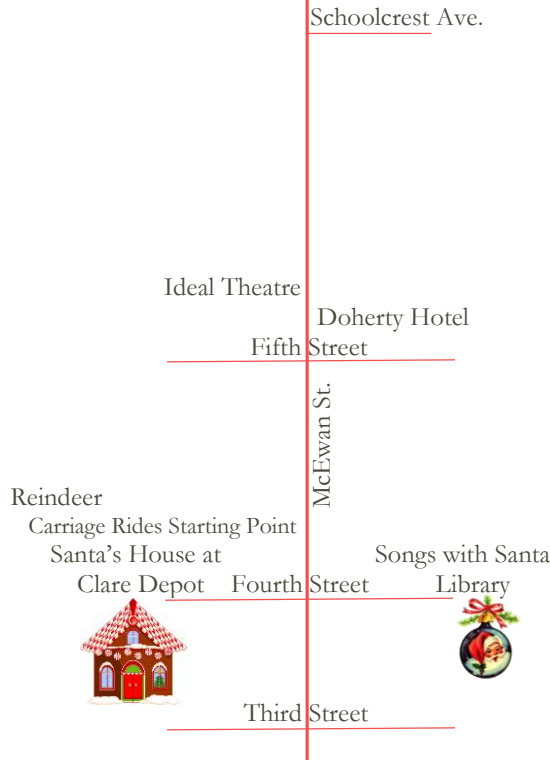 Schoolcrest Ave.
Ideal Theatre
Doherty Hotel
Fifth Street
McEwan St.
Reindeer
Carriage Rides Starting Point
Santa's House at
Clare Depot
Songs with Santa
Library
Fourth Street
Third Street